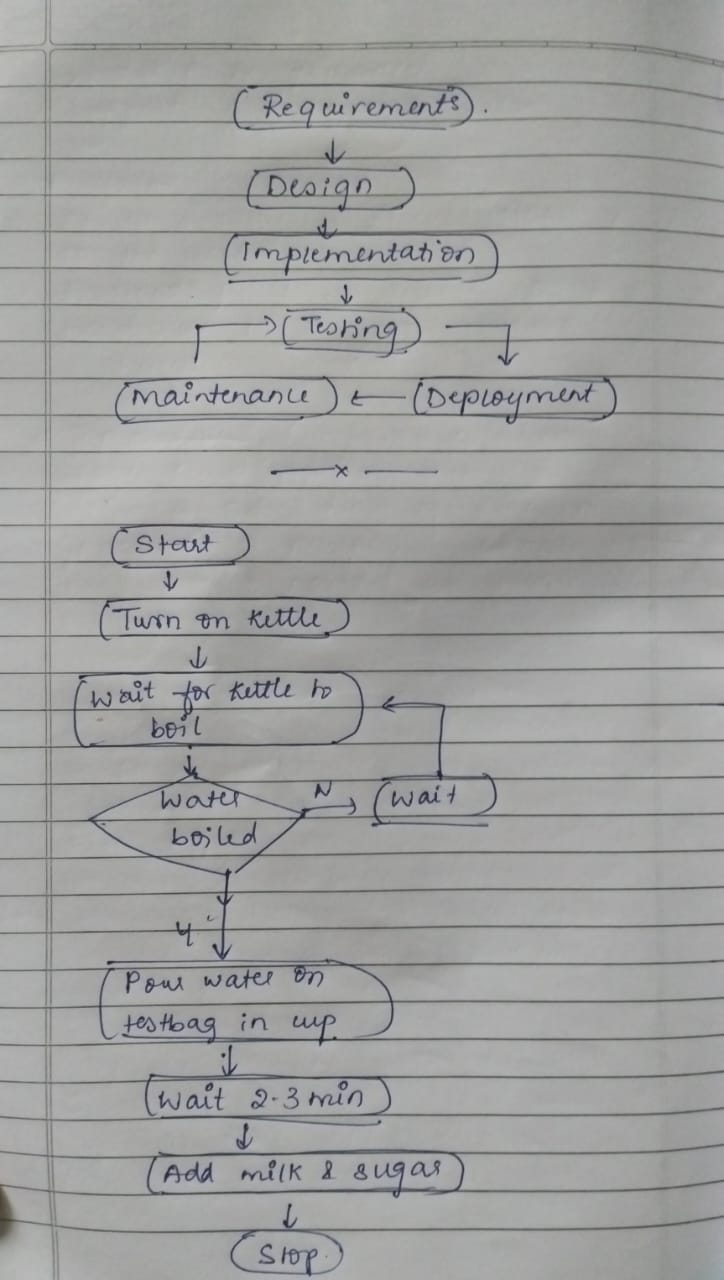 Requirements.
Design
Implementation
Testing
Maintenance
Deployment
x
Start
Turn on kettle
Wait for kettle to
boil
Water
boiled
N
Wait
Y
Pour water on
testbag in cup
Wait 2-3 min
Add milk & sugar
Stop.